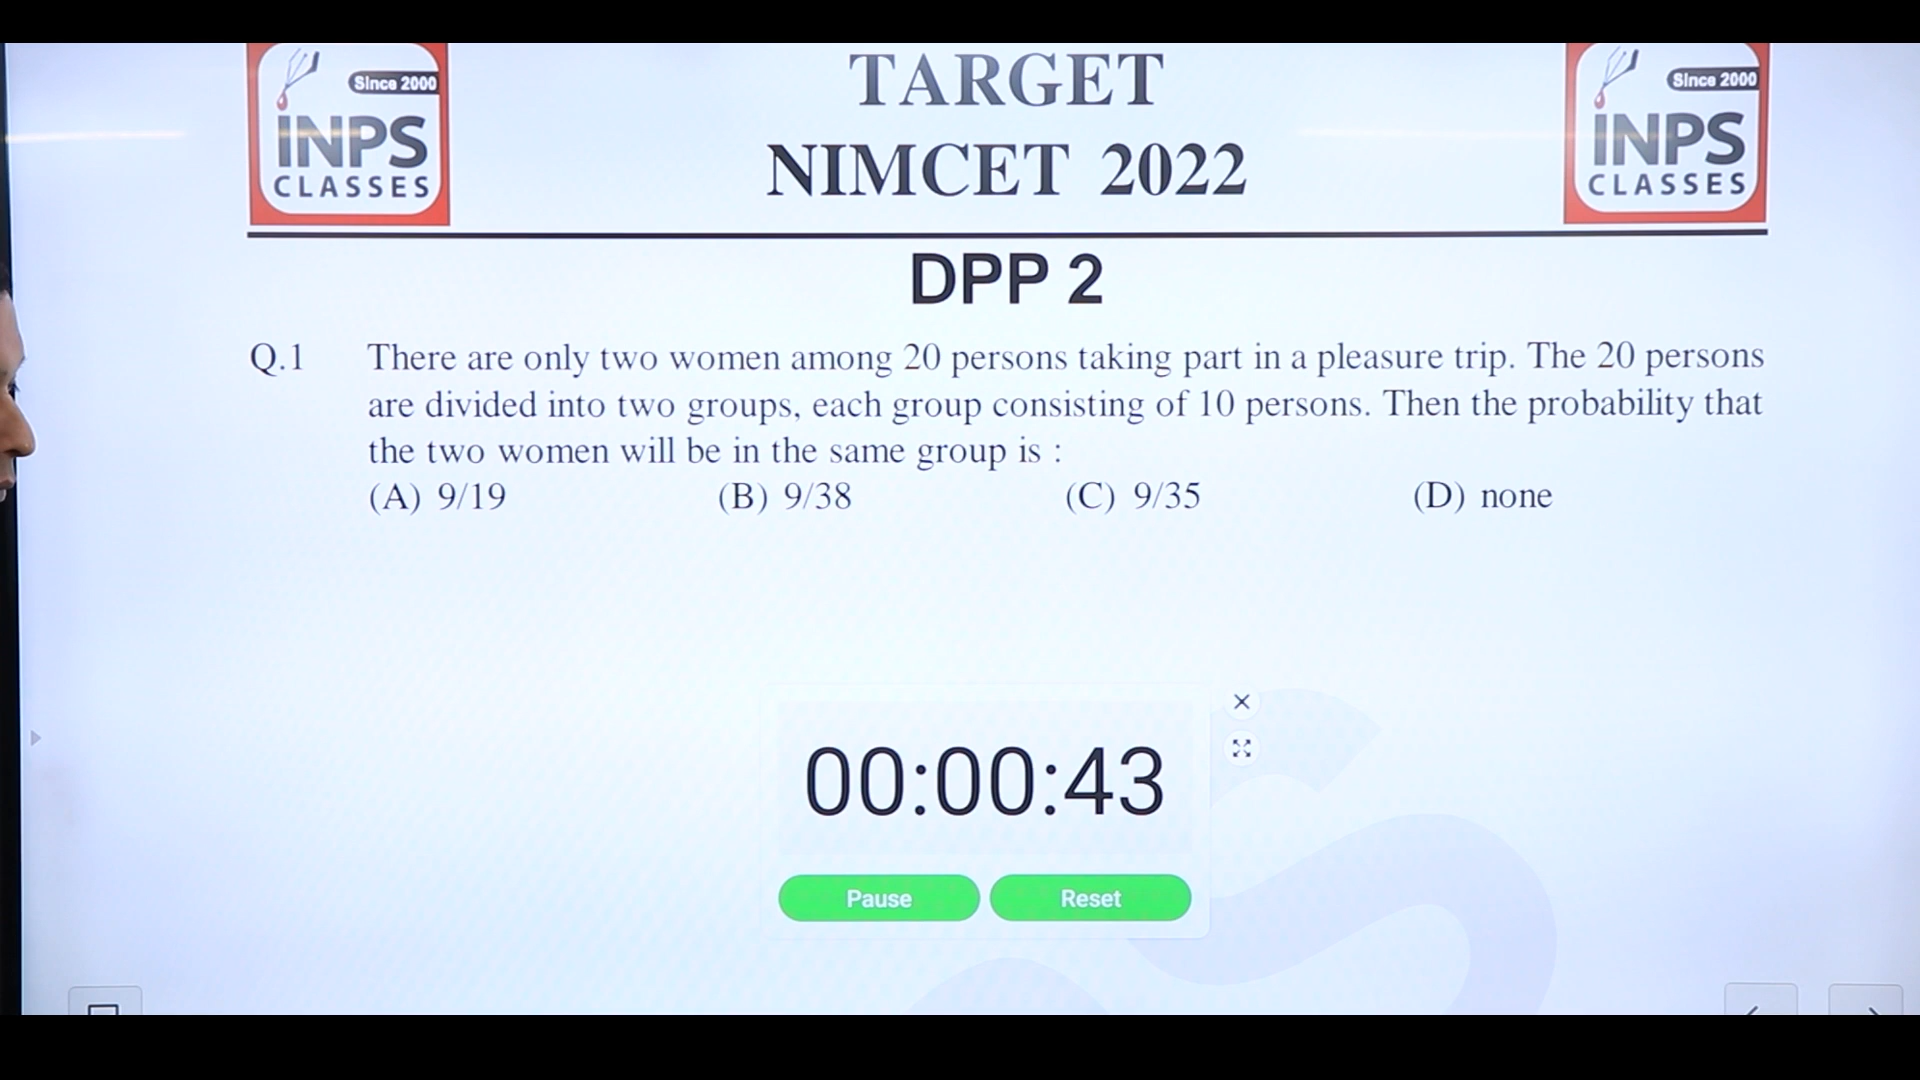 Since 2000
INPS
CLASSES
TARGET
NIMCET 2022
Since 2000
INPS
CLASSES
DPP 2
Q.1 There are only two women among 20 persons taking part in a pleasure trip. The 20 persons
are divided into two groups, each group consisting of 10 persons. Then the probability that
the two women will be in the same group is :
(A) 9/19 (B) 9/38 (C) 9/35 (D) none
00:00:43
Pause Reset